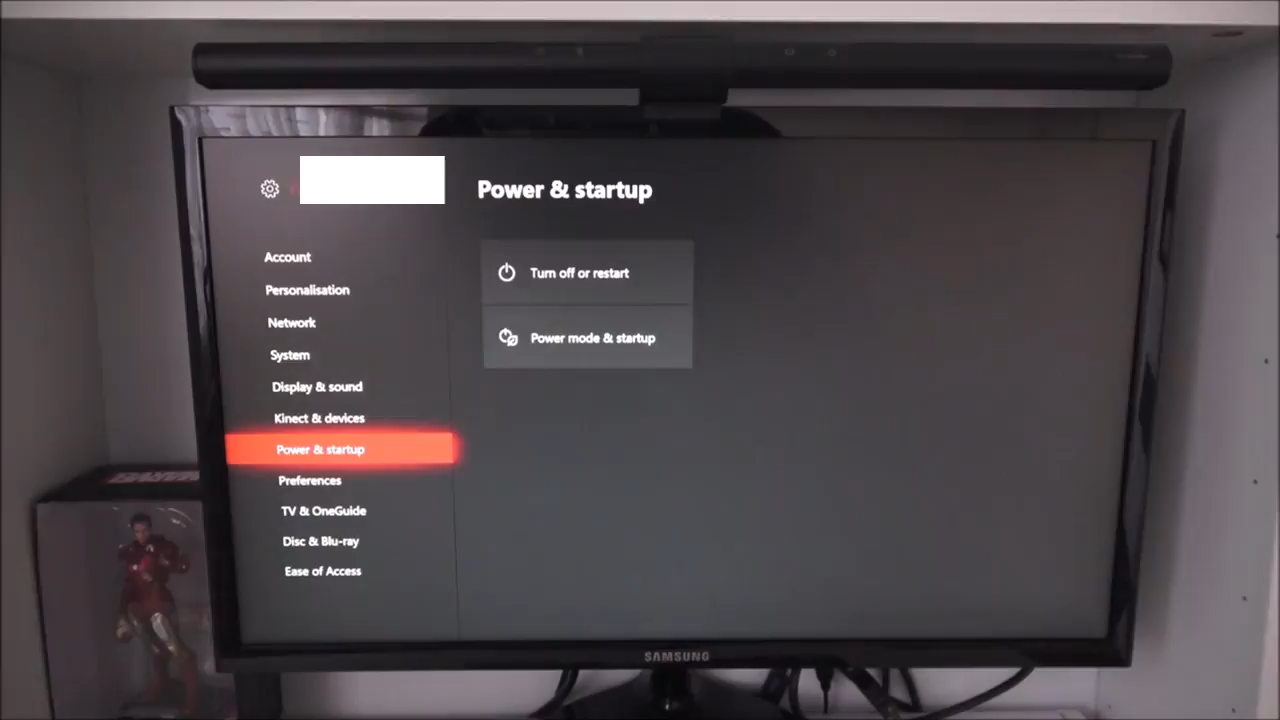 Power & startup
Account
Personalisation
Network
System
Display & sound
Kinect & devices
Power & startup
Preferences
TV & OneGuide
Disc & Blu-ray
Ease of Access
Turn off or restart
Power mode & startup
SAMSUNG